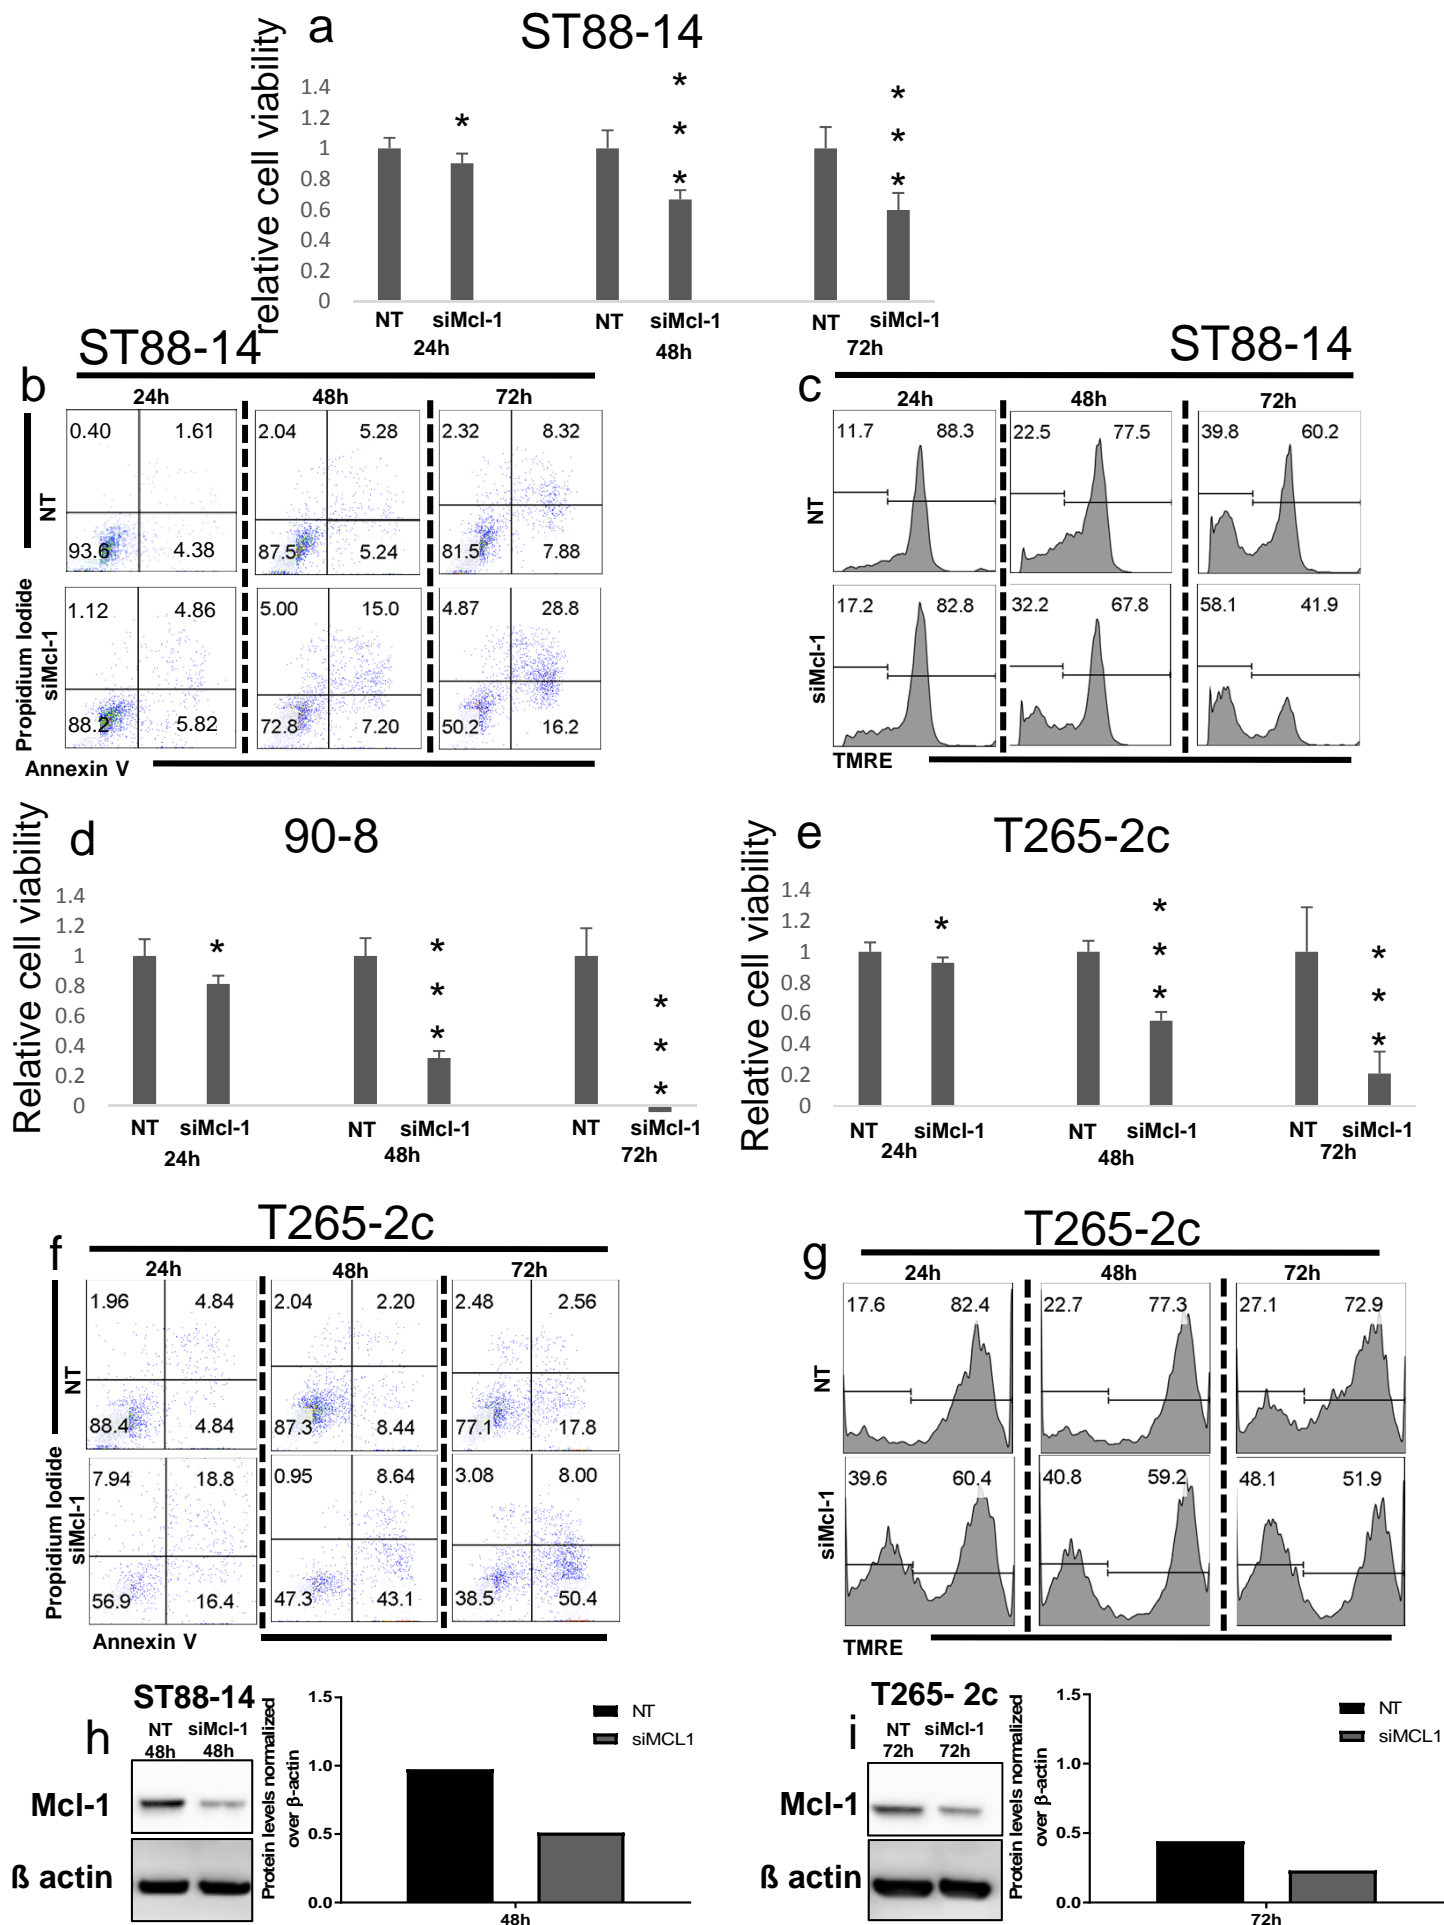 a
ST88-14
relative cell viability
1.4
1.2
1
0.8
0.6
0.4
0.2
0
*
* * *
* * *
NT siMcl-1 NT siMcl-1 NT siMcl-1
24h 48h 72h
b
ST88-14
24h 48h 72h
NT
0.40 1.61 2.04 5.28 2.32 8.32
93.6 4.38 87.5 5.24 81.5 7.88
Propidium Iodide
siMcl-1
1.12 4.86 5.00 15.0 4.87 28.8
88.2 5.82 72.8 7.20 50.2 16.2
Annexin V
c
ST88-14
24h 48h 72h
NT
11.7 88.3 22.5 77.5 39.8 60.2
siMcl-1
17.2 82.8 32.2 67.8 58.1 41.9
TMRE
d
90-8
Relative cell viability
1.4
1.2
1
0.8
0.6
0.4
0.2
0
*
* * *
* * *
NT siMcl-1 NT siMcl-1 NT siMcl-1
24h 48h 72h
e
T265-2c
Relative cell viability
1.4
1.2
1
0.8
0.6
0.4
0.2
0
*
* * *
* * *
NT siMcl-1 NT siMcl-1 NT siMcl-1
24h 48h 72h
f
T265-2c
24h 48h 72h
NT
1.96 4.84 2.04 2.20 2.48 2.56
88.4 4.84 87.3 8.44 77.1 17.8
Propidium Iodide
siMcl-1
7.94 18.8 0.95 8.64 3.08 8.00
56.9 16.4 47.3 43.1 38.5 50.4
Annexin V
g
T265-2c
24h 48h 72h
NT
17.6 82.4 22.7 77.3 27.1 72.9
siMcl-1
39.6 60.4 40.8 59.2 48.1 51.9
TMRE
h
ST88-14
NT siMcl-1
48h 48h
Mcl-1
ß actin
Protein levels normalized
over β-actin
1.5
1.0
0.5
0.0
48h
NT
siMCL1
i
T265- 2c
NT siMcl-1
72h 72h
Mcl-1
ß actin
Protein levels normalized
over β-actin
1.5
1.0
0.5
0.0
72h
NT
siMCL1